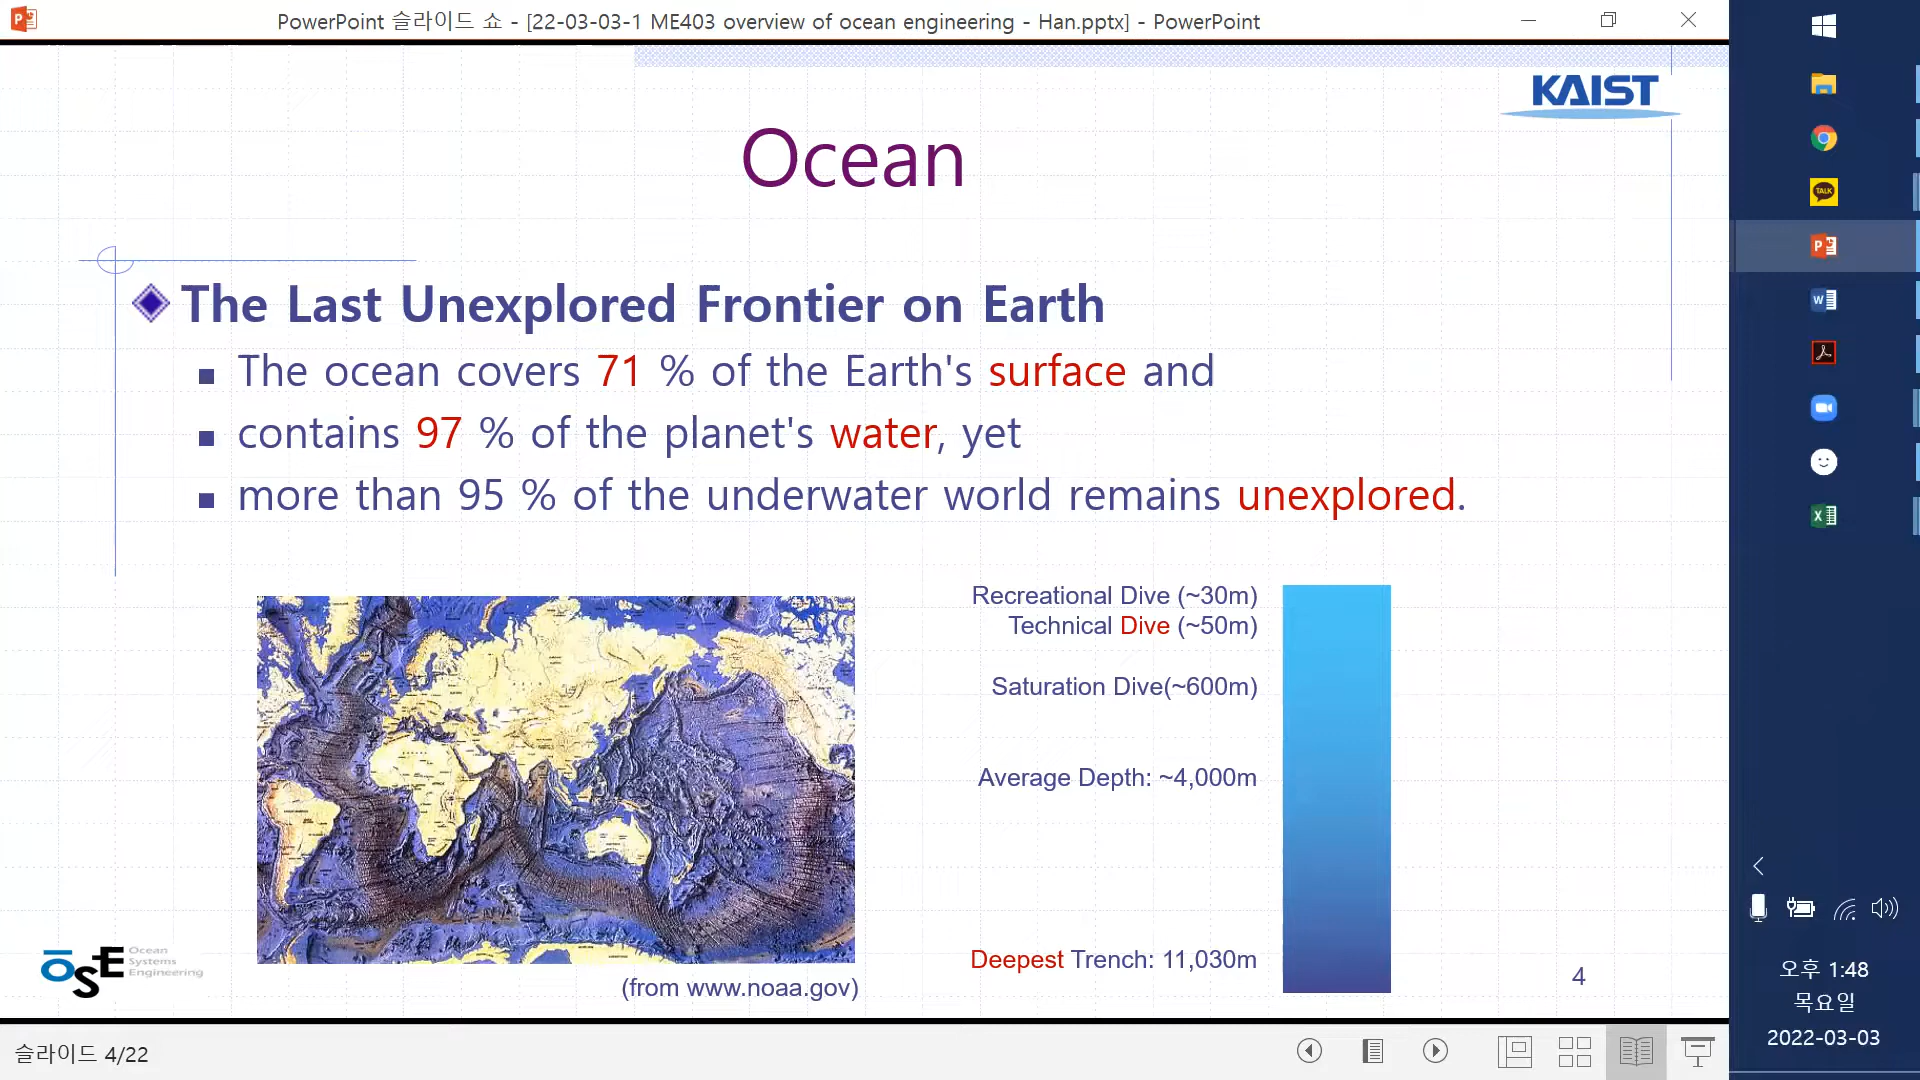 PowerPoint 슬라이드 쇼 - [22-03-03-1 ME403 overview of ocean engineering - Han.pptx] - PowerPoint
KAIST
Ocean
The Last Unexplored Frontier on Earth
The ocean covers 71 % of the Earth's surface and
contains 97 % of the planet's water, yet
more than 95 % of the underwater world remains unexplored.
Recreational Dive (~30m)
Technical Dive (~50m)
Saturation Dive(~600m)
Average Depth: ~4,000m
Deepest Trench: 11,030m
(from www.noaa.gov)
OSE Ocean
Systems
Engineering
4
슬라이드 4/22
TALK
오후 1:48
목요일
2022-03-03